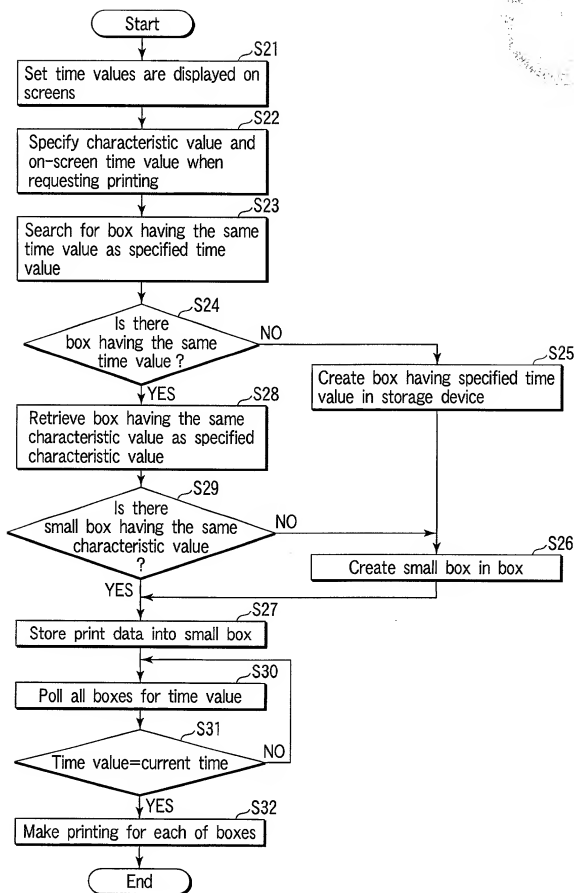 Start
S21
Set time values are displayed on
screens
S22
Specify characteristic value and
on-screen time value when
requesting printing
S23
Search for box having the same
time value as specified time
value
S24
Is there
box having the same
time value ?
NO
YES
S25
Create box having specified time
value in storage device
S28
Retrieve box having the same
characteristic value as specified
characteristic value
S29
Is there
small box having the same
characteristic value
?
NO
YES
S26
Create small box in box
S27
Store print data into small box
S30
Poll all boxes for time value
S31
Time value=current time
NO
YES
S32
Make printing for each of boxes
End